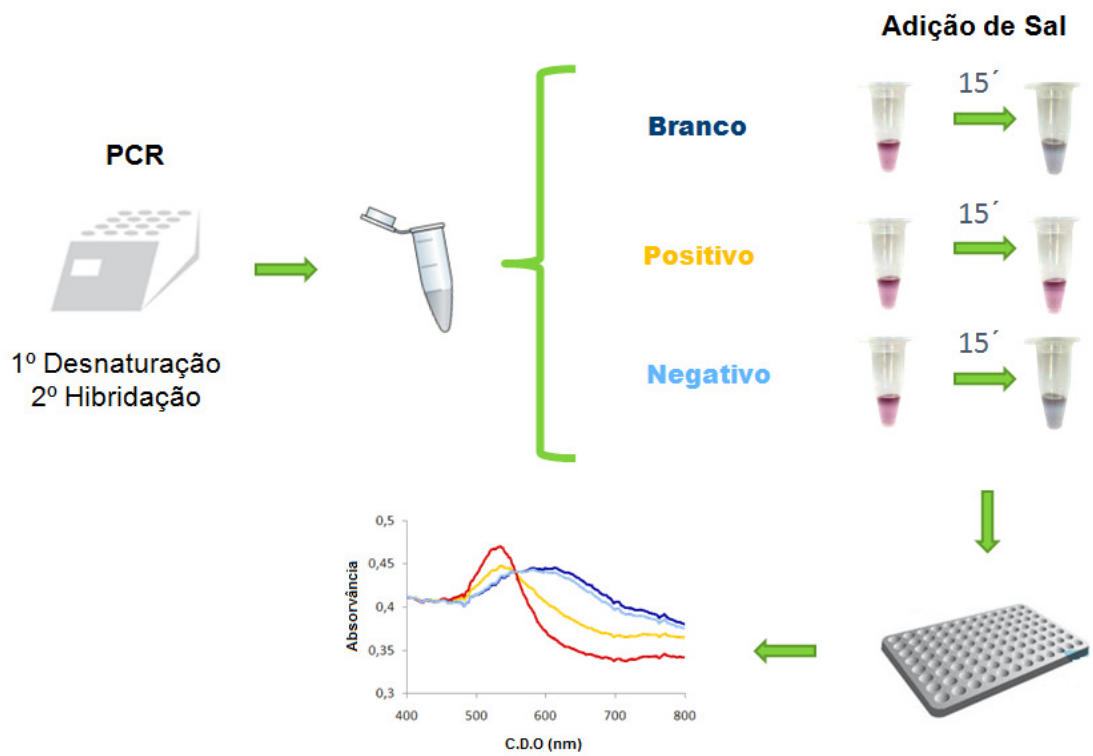 Adição de Sal
PCR
1º Desnaturação
2º Hibridação
Branco
15´
Positivo
15´
Negativo
15´
Absorvância
0,5
0,45
0,4
0,35
0,3
400 500 600 700 800
C.D.O (nm)